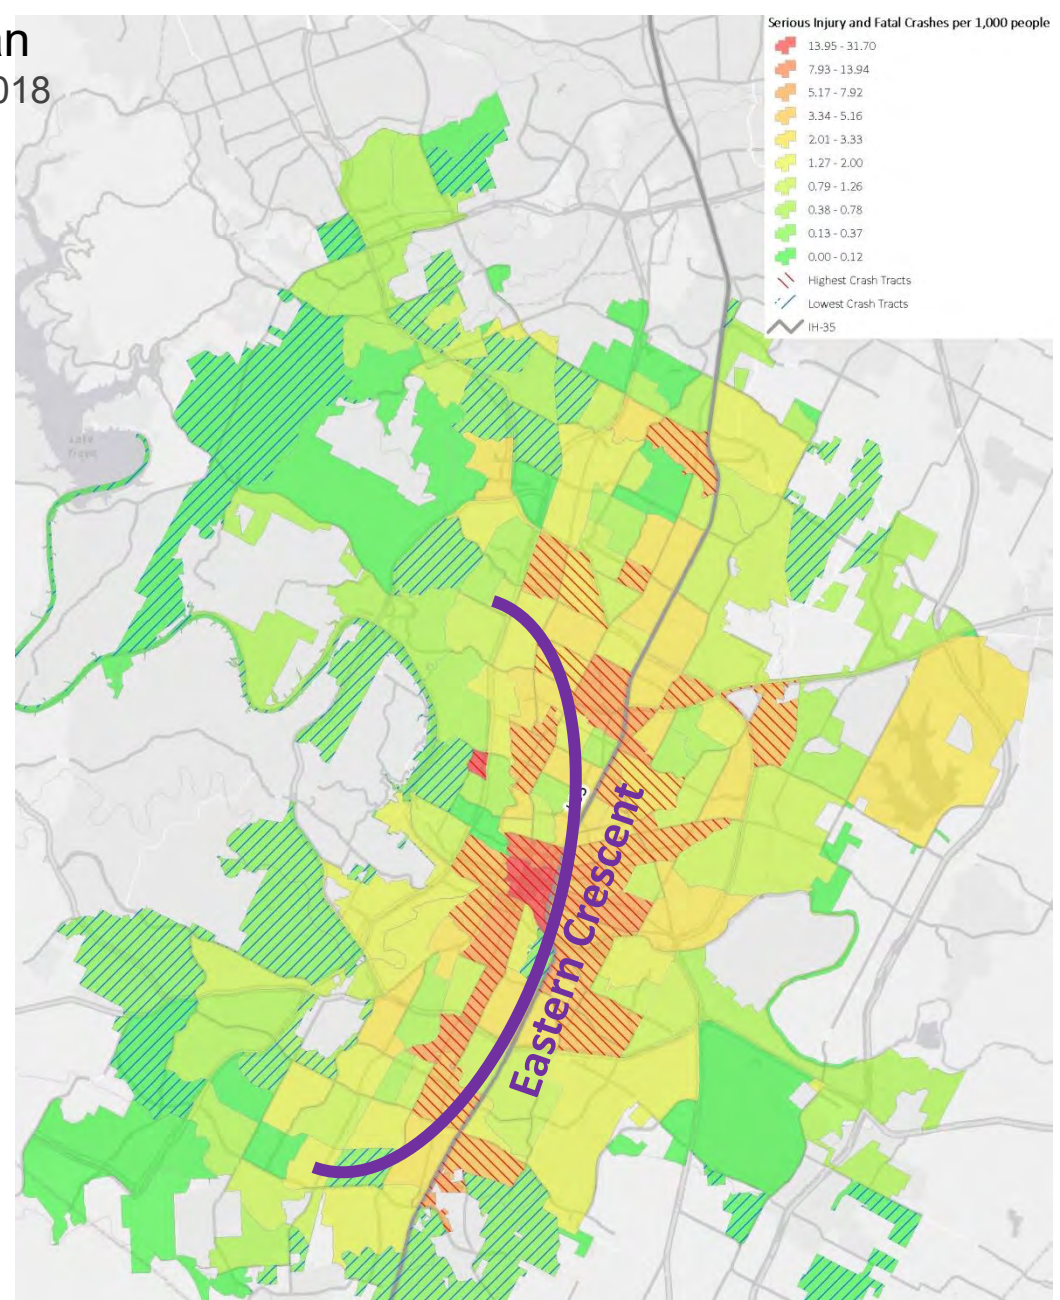 an
018
Serious Injury and Fatal Crashes per 1,000 people
13.95 - 31.70
7.93 - 13.94
5.17 - 7.92
3.34 - 5.16
2.01 - 3.33
1.27 - 2.00
0.79 - 1.26
0.38 - 0.78
0.13 - 0.37
0.00 - 0.12
Highest Crash Tracts
Lowest Crash Tracts
IH-35
Lake
Travis
Eastern Crescent